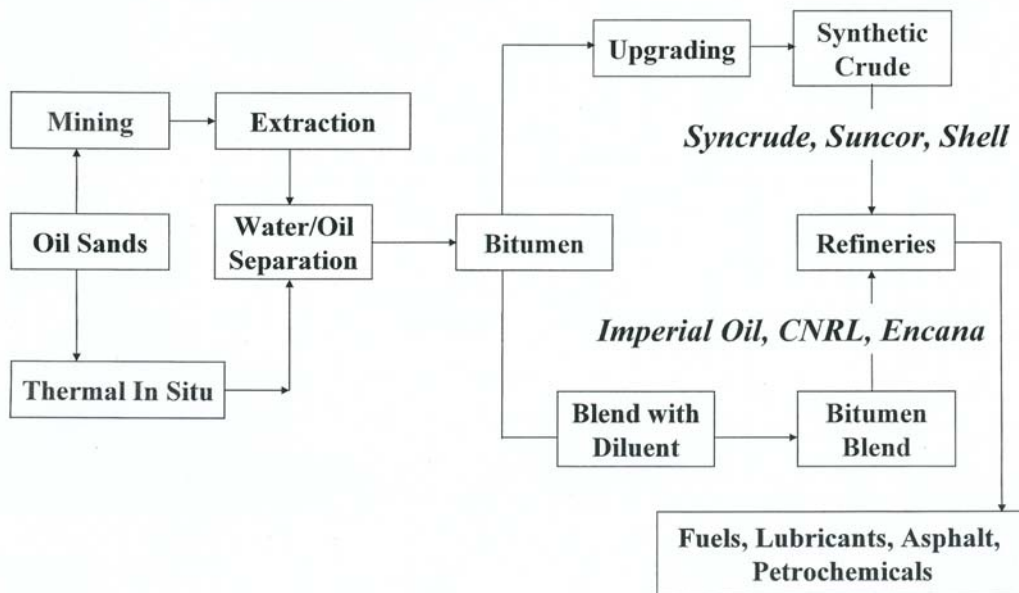 Upgrading
Synthetic
Crude
Mining
Extraction
Syncrude, Suncor, Shell
Oil Sands
Water/Oil
Separation
Bitumen
Refineries
Imperial Oil, CNRL, Encana
Thermal In Situ
Blend with
Diluent
Bitumen
Blend
Fuels, Lubricants, Asphalt,
Petrochemicals